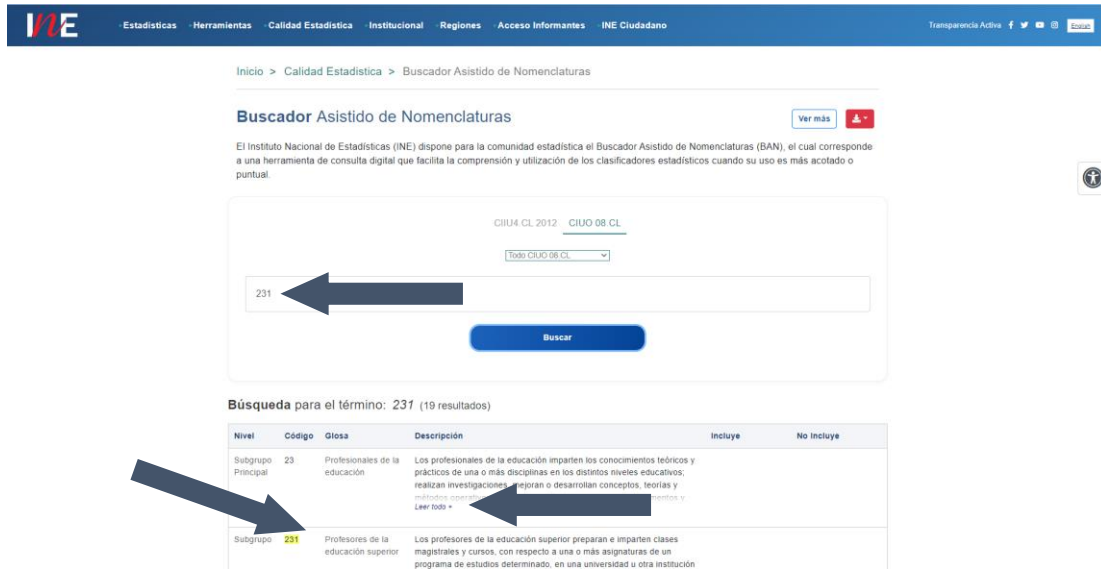 INE
Estadísticas Herramientas Calidad Estadística Institucional Regiones Acceso Informantes INE Ciudadano Transparencia Activa English
Inicio > Calidad Estadística > Buscador Asistido de Nomenclaturas
Buscador Asistido de Nomenclaturas
Ver más
El Instituto Nacional de Estadísticas (INE) dispone para la comunidad estadística el Buscador Asistido de Nomenclaturas (BAN), el cual corresponde
a una herramienta de consulta digital que facilita la comprensión y utilización de los clasificadores estadísticos cuando su uso es más acotado o
puntual.
CIIU4.CL 2012 CIUO 08.CL
Todo CIUO 08.CL
231
Buscar
Búsqueda para el término: 231 (19 resultados)
Nivel Código Glosa Descripción Incluye No Incluye
Subgrupo Principal 23 Profesionales de la educación Los profesionales de la educación imparten los conocimientos teóricos y
prácticos de una o más disciplinas en los distintos niveles educativos;
realizan investigaciones, mejoran o desarrollan conceptos, teorías y
métodos
Leer todo +
Subgrupo 231 Profesores de la educación superior Los profesores de la educación superior preparan e imparten clases
magistrales y cursos, con respecto a una o más asignaturas de un
programa de estudios determinado, en una universidad u otra institución